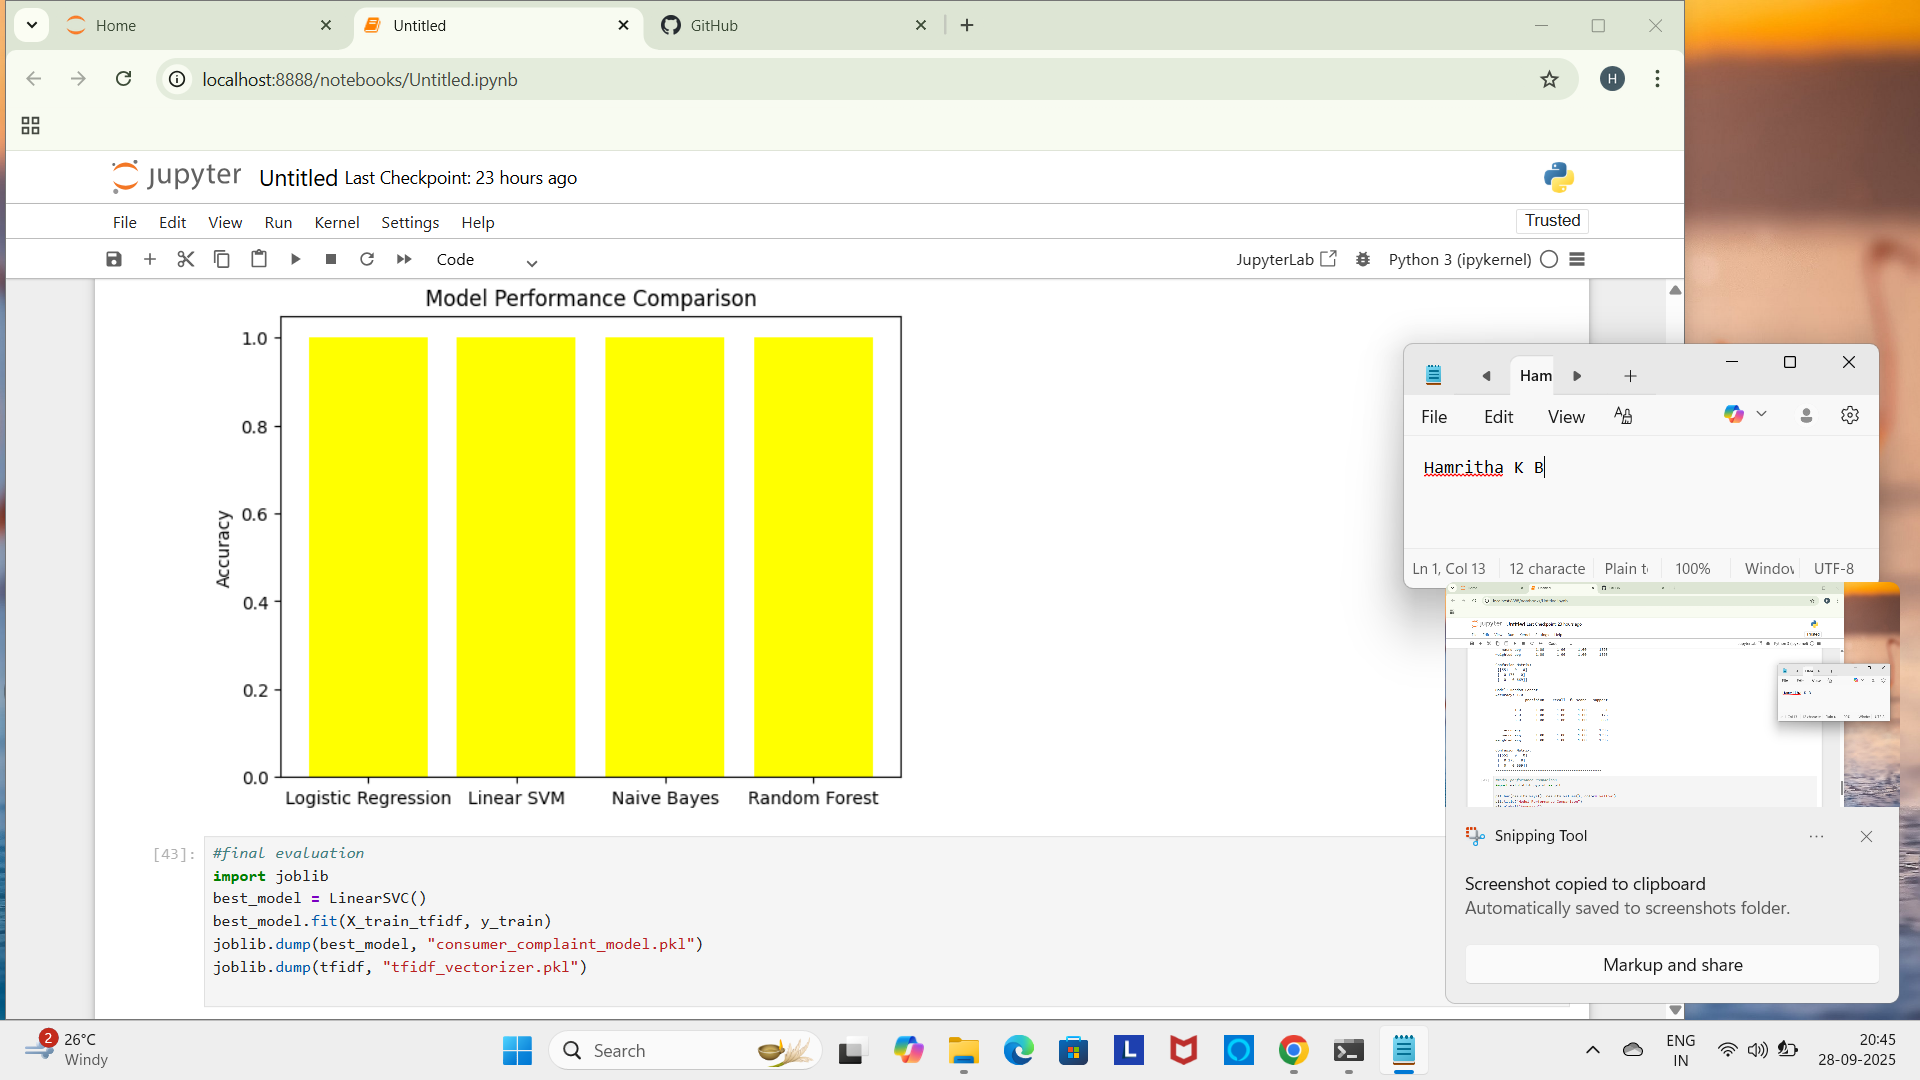 Home
Untitled
GitHub
localhost:8888/notebooks/Untitled.ipynb
H
jupyter Untitled Last Checkpoint: 23 hours ago
File Edit View Run Kernel Settings Help
Trusted
Code
JupyterLab
Python 3 (ipykernel)
Model Performance Comparison
1.0
0.8
0.6
0.4
0.2
0.0
Accuracy
Logistic Regression Linear SVM Naive Bayes Random Forest
[43]:
#final evaluation
import joblib
best_model = LinearSVC()
best_model.fit(X_train_tfidf, y_train)
joblib.dump(best_model, "consumer_complaint_model.pkl")
joblib.dump(tfidf, "tfidf_vectorizer.pkl")
Ham
File Edit View
Hamritha K B
Ln 1, Col 13 12 characte Plain t 100% Window UTF-8
Snipping Tool
Screenshot copied to clipboard
Automatically saved to screenshots folder.
Markup and share
2
26°C
Windy
Search
L
ENG
IN
20:45
28-09-2025